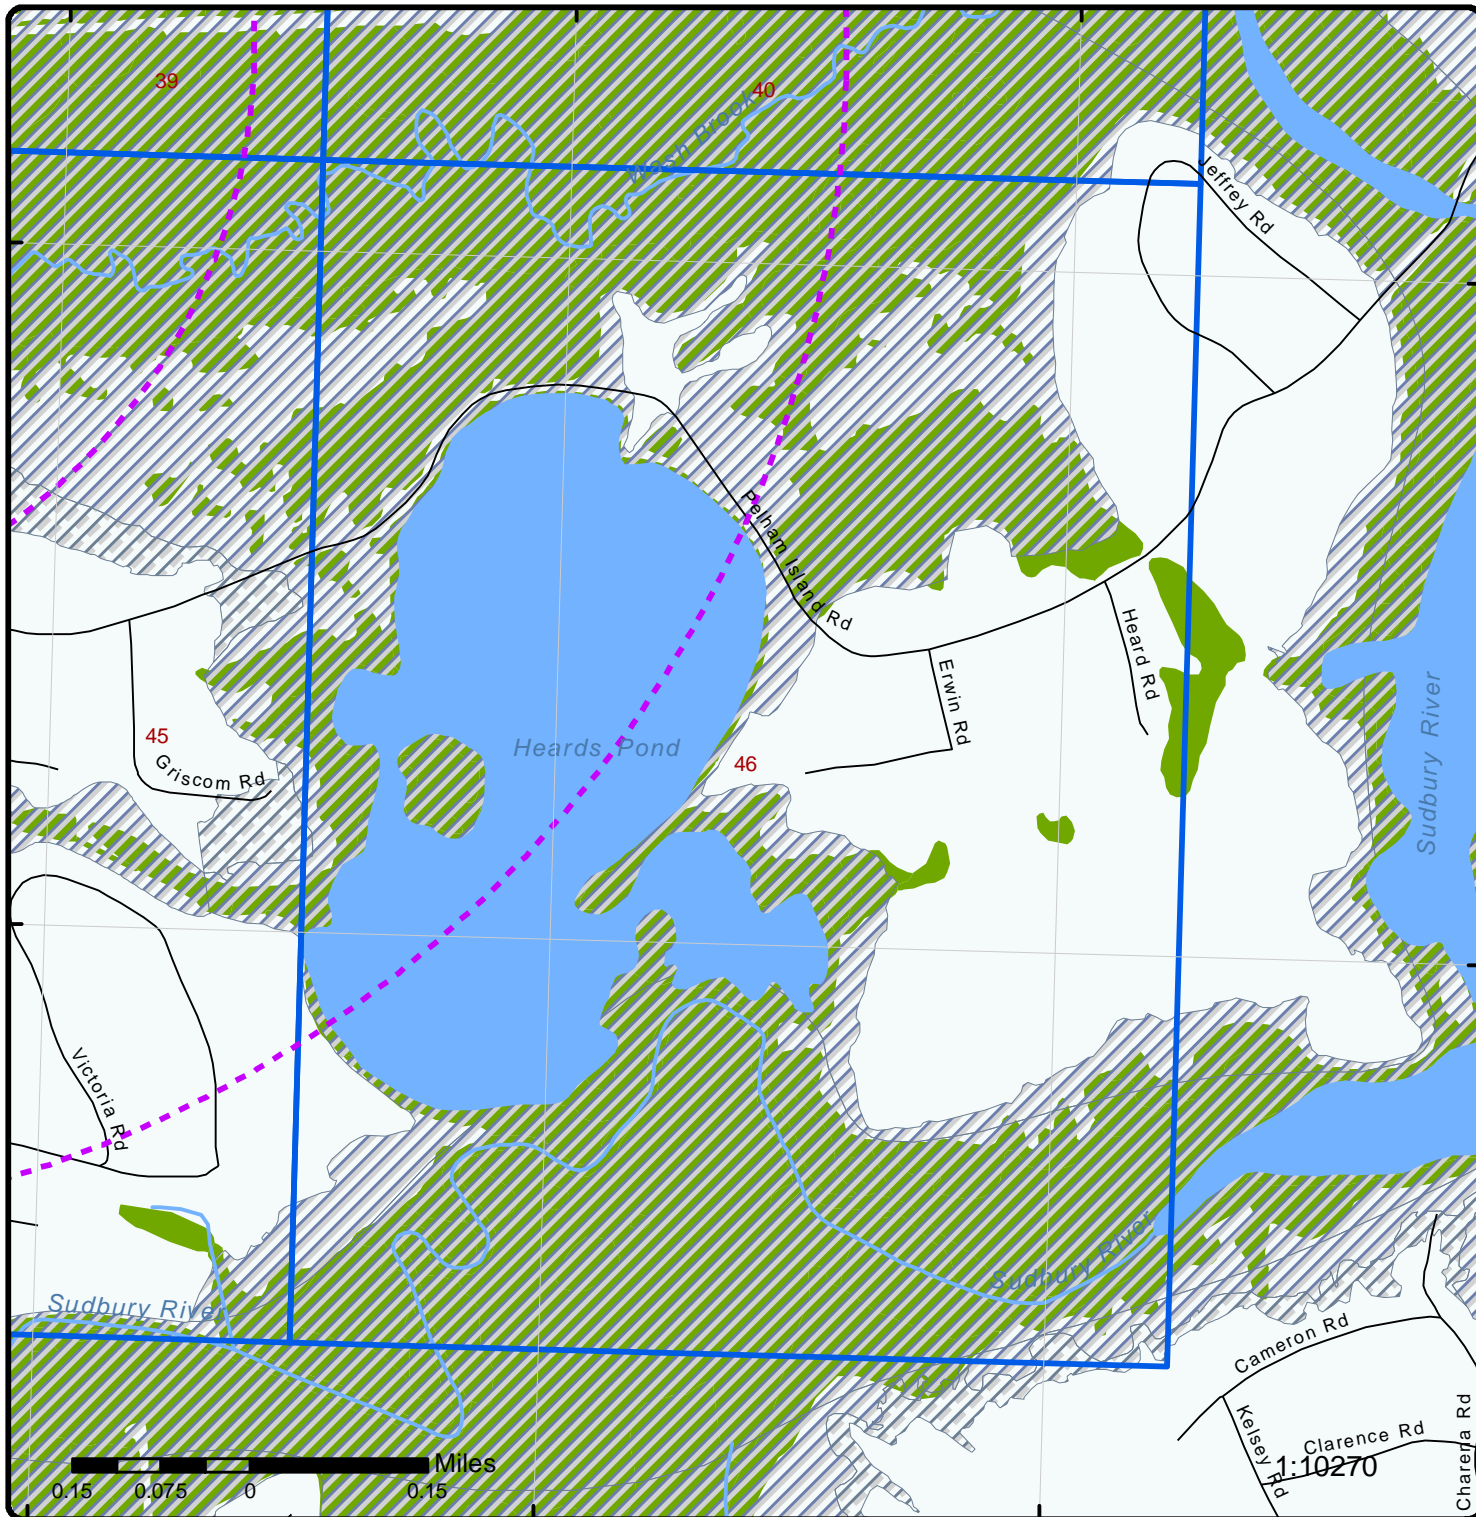 39
40
Wash Brook
Jeffrey Rd
Pelham Island Rd
Heard Rd
Erwin Rd
Sudbury River
45
Griscom Rd
Heards Pond
46
Victoria Rd
Sudbury River
Sudbury River
Cameron Rd
Kelsey Rd
Clarence Rd
Charena Rd
Miles
1:10270
0.15 0.075 0 0.15